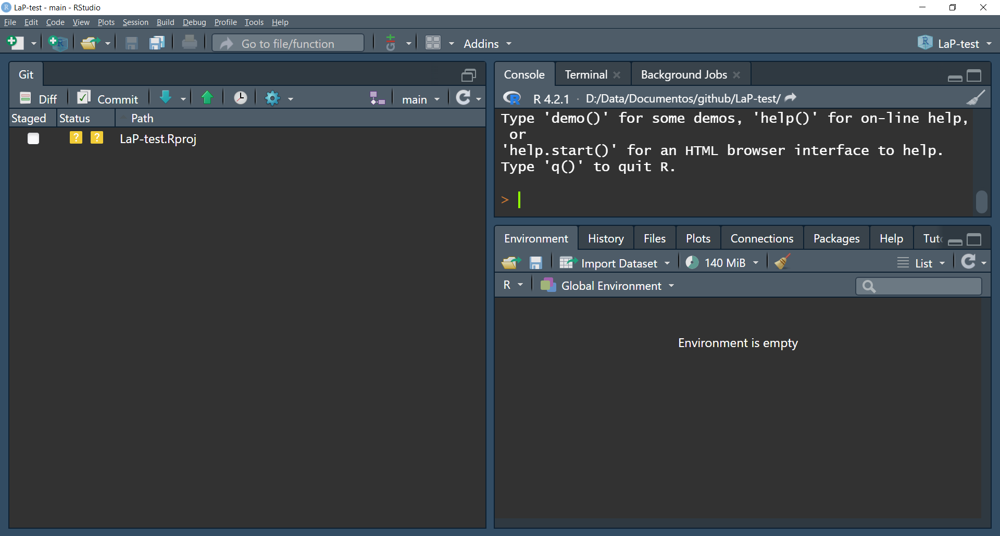 LaP-test - main - RStudio
File Edit Code View Plots Session Build Debug Profile Tools Help
Go to file/function
Addins
LaP-test
Git
Diff
Commit
main
Staged Status Path
? ? LaP-test.Rproj
Console Terminal Background Jobs
R 4.2.1 · D:/Data/Documentos/github/LaP-test/
Type 'demo()' for some demos, 'help()' for on-line help,
or
'help.start()' for an HTML browser interface to help.
Type 'q()' to quit R.
>
Environment History Files Plots Connections Packages Help
Import Dataset 140 MiB List
R Global Environment
Environment is empty